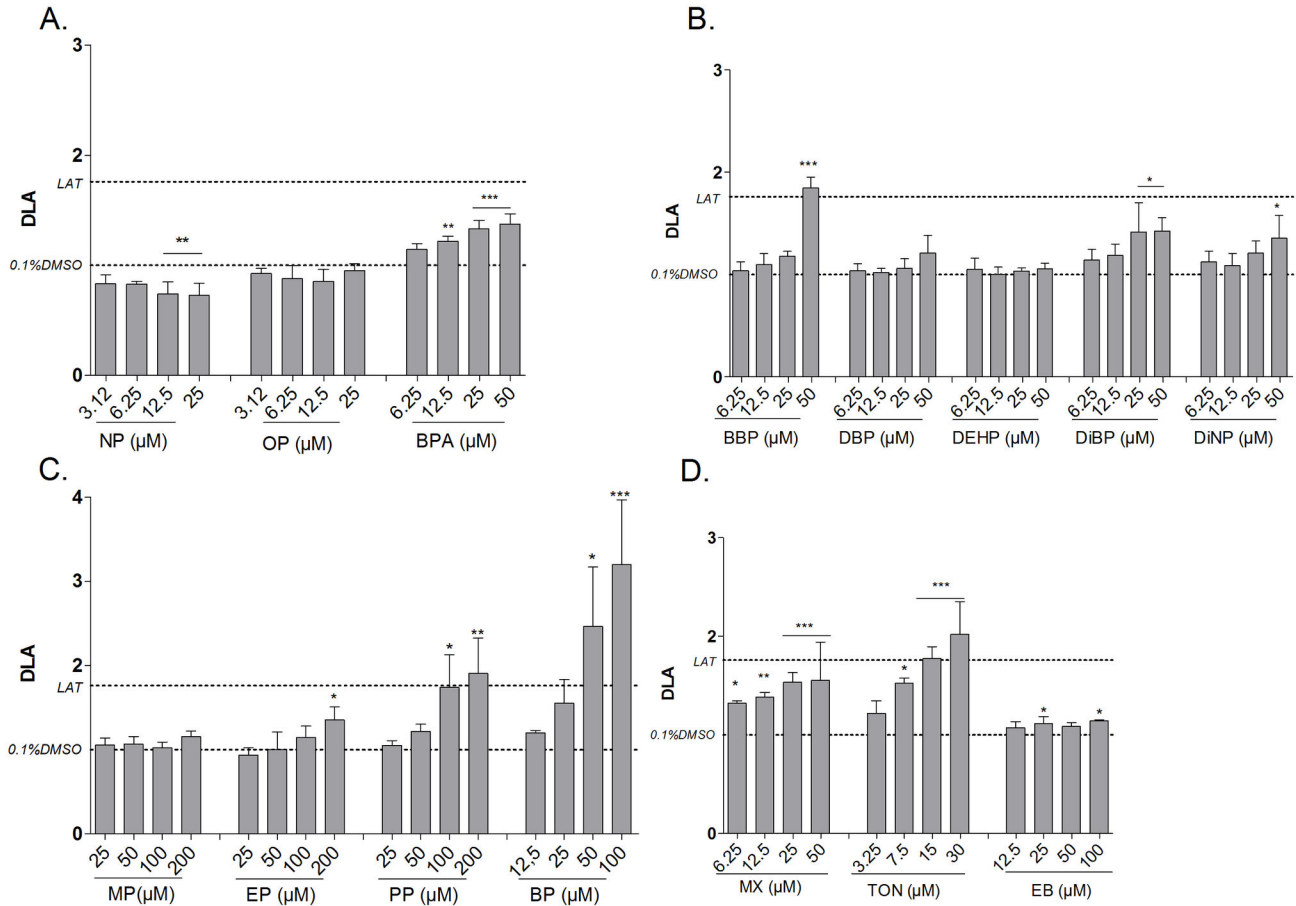 A.
3
2
LAT
DLA
0.1%DMSO
0
**
**
***
3.12 6.25 12.5 25 3.12 6.25 12.5 25 6.25 12.5 25 50
NP (µM) OP (µM) BPA (µM)
B.
3
2
LAT
DLA
0.1%DMSO
0
***
*
*
6.25 12.5 25 50 6.25 12.5 25 50 6.25 12.5 25 50 6.25 12.5 25 50 6.25 12.5 25 50
BBP (µM) DBP (µM) DEHP (µM) DiBP (µM) DiNP (µM)
C.
4
3
2
LAT
DLA
0.1%DMSO
0
*
*
**
*
***
25 50 100 200 25 50 100 200 25 50 100 200 12,5 25 50 100
MP(µM) EP (µM) PP (µM) BP (µM)
D.
3
2
LAT
DLA
0.1%DMSO
0
*
**
***
*
***
*
*
6.25 12.5 25 50 3.25 7.5 15 30 12.5 25 50 100
MX (µM) TON (µM) EB (µM)